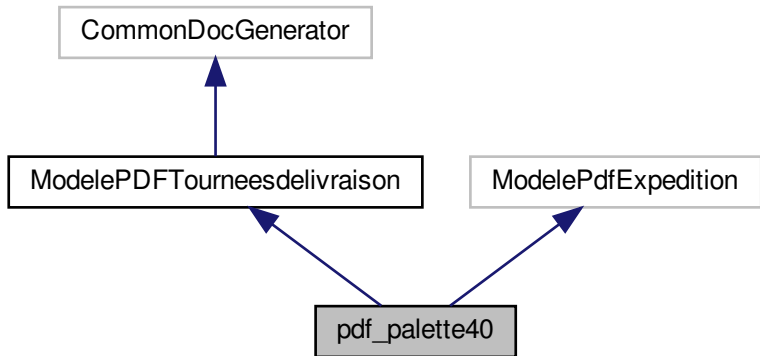 CommonDocGenerator
ModelePDFTourneesdelivraison
ModelePdfExpedition
pdf_palette40